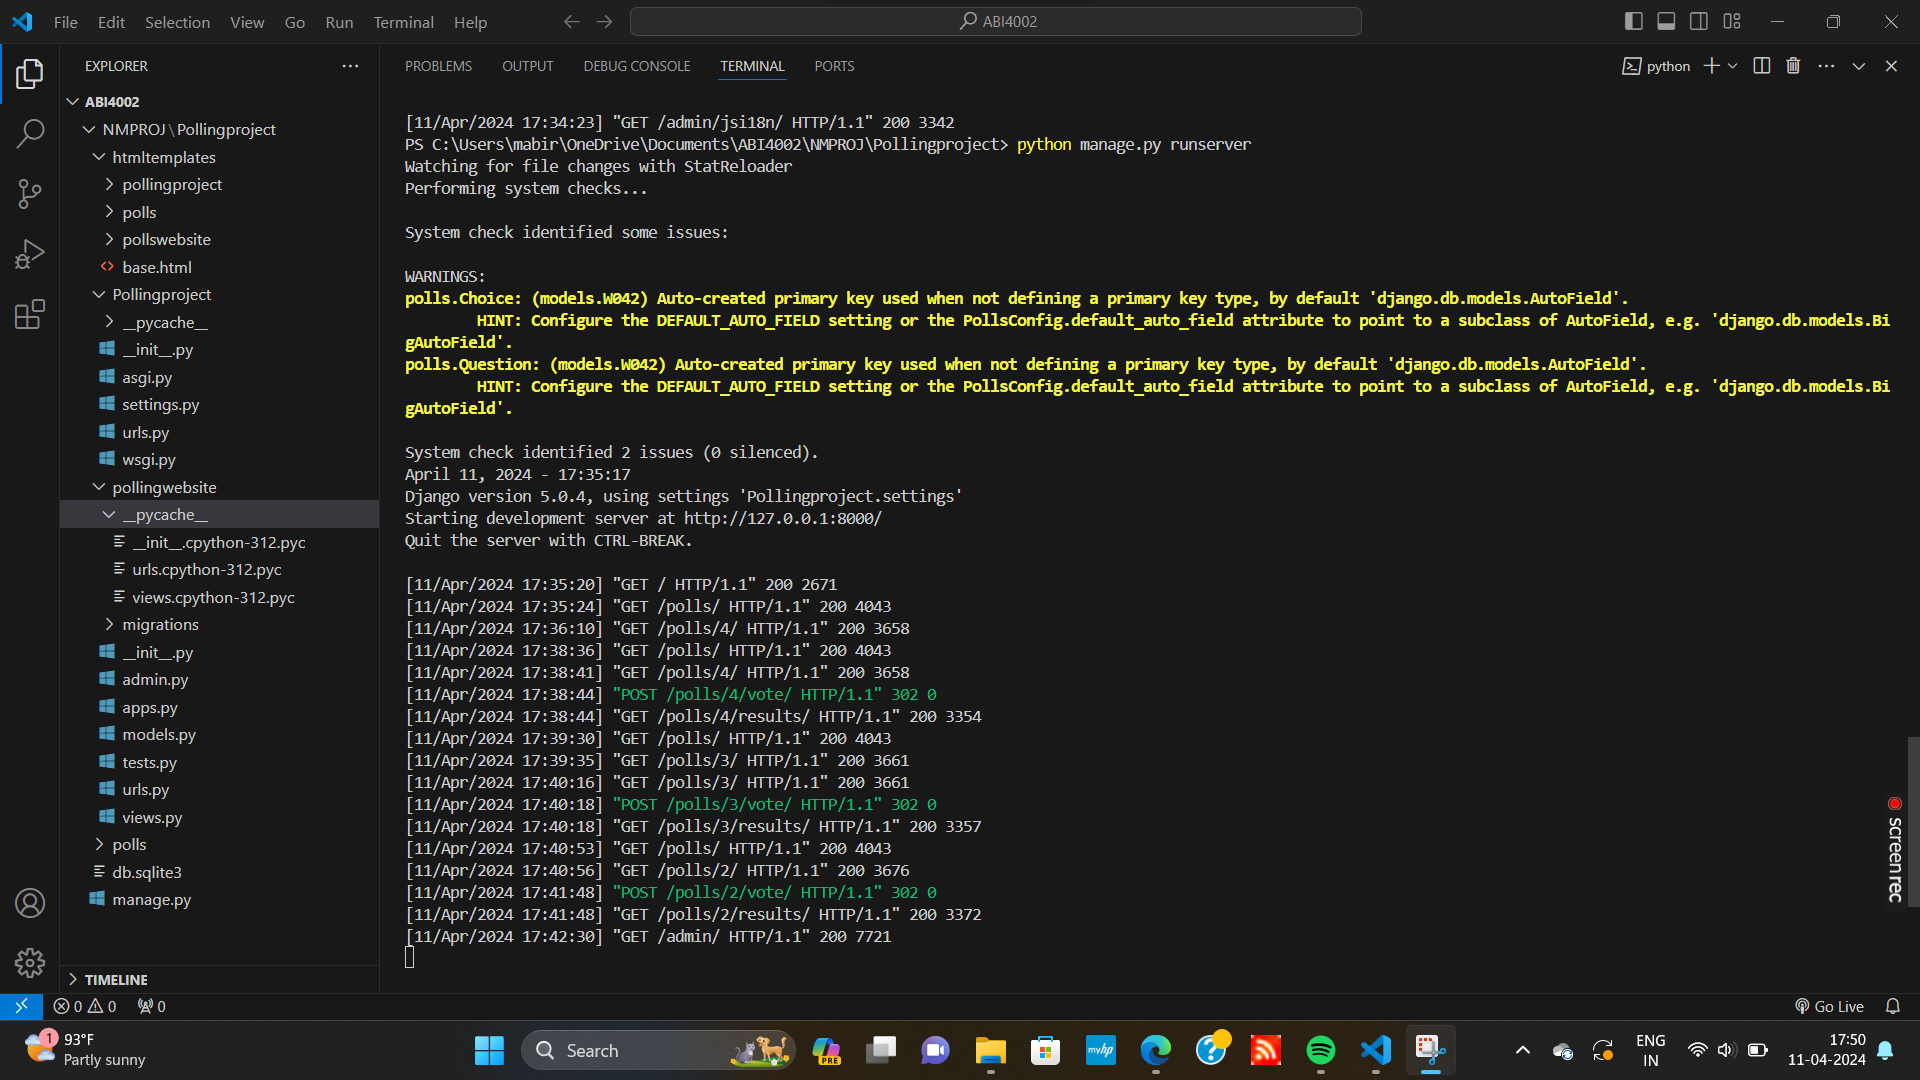 File Edit Selection View Go Run Terminal Help ABI4002
EXPLORER
ABI4002
NMPROJ\Pollingproject
htmltemplates
pollingproject
polls
pollswebsite
base.html
Pollingproject
__pycache__
__init__.py
asgi.py
settings.py
urls.py
wsgi.py
pollingwebsite
__pycache__
__init__.cpython-312.pyc
urls.cpython-312.pyc
views.cpython-312.pyc
migrations
__init__.py
admin.py
apps.py
models.py
tests.py
urls.py
views.py
polls
db.sqlite3
manage.py
TIMELINE
PROBLEMS OUTPUT DEBUG CONSOLE TERMINAL PORTS python
[11/Apr/2024 17:34:23] "GET /admin/jsi18n/ HTTP/1.1" 200 3342
PS C:\Users\mabir\OneDrive\Documents\ABI4002\NMPROJ\Pollingproject> python manage.py runserver
Watching for file changes with StatReloader
Performing system checks...
System check identified some issues:
WARNINGS:
polls.Choice: (models.W042) Auto-created primary key used when not defining a primary key type, by default 'django.db.models.AutoField'.
HINT: Configure the DEFAULT_AUTO_FIELD setting or the PollsConfig.default_auto_field attribute to point to a subclass of AutoField, e.g. 'django.db.models.Bi
gAutoField'.
polls.Question: (models.W042) Auto-created primary key used when not defining a primary key type, by default 'django.db.models.AutoField'.
HINT: Configure the DEFAULT_AUTO_FIELD setting or the PollsConfig.default_auto_field attribute to point to a subclass of AutoField, e.g. 'django.db.models.Bi
gAutoField'.
System check identified 2 issues (0 silenced).
April 11, 2024 - 17:35:17
Django version 5.0.4, using settings 'Pollingproject.settings'
Starting development server at http://127.0.0.1:8000/
Quit the server with CTRL-BREAK.
[11/Apr/2024 17:35:20] "GET / HTTP/1.1" 200 2671
[11/Apr/2024 17:35:24] "GET /polls/ HTTP/1.1" 200 4043
[11/Apr/2024 17:36:10] "GET /polls/4/ HTTP/1.1" 200 3658
[11/Apr/2024 17:38:36] "GET /polls/ HTTP/1.1" 200 4043
[11/Apr/2024 17:38:41] "GET /polls/4/ HTTP/1.1" 200 3658
[11/Apr/2024 17:38:44] "POST /polls/4/vote/ HTTP/1.1" 302 0
[11/Apr/2024 17:38:44] "GET /polls/4/results/ HTTP/1.1" 200 3354
[11/Apr/2024 17:39:30] "GET /polls/ HTTP/1.1" 200 4043
[11/Apr/2024 17:39:35] "GET /polls/3/ HTTP/1.1" 200 3661
[11/Apr/2024 17:40:16] "GET /polls/3/ HTTP/1.1" 200 3661
[11/Apr/2024 17:40:18] "POST /polls/3/vote/ HTTP/1.1" 302 0
[11/Apr/2024 17:40:18] "GET /polls/3/results/ HTTP/1.1" 200 3357
[11/Apr/2024 17:40:53] "GET /polls/ HTTP/1.1" 200 4043
[11/Apr/2024 17:40:56] "GET /polls/2/ HTTP/1.1" 200 3676
[11/Apr/2024 17:41:48] "POST /polls/2/vote/ HTTP/1.1" 302 0
[11/Apr/2024 17:41:48] "GET /polls/2/results/ HTTP/1.1" 200 3372
[11/Apr/2024 17:42:30] "GET /admin/ HTTP/1.1" 200 7721
screenrec
0 0 0 Go Live
1 93°F
Partly sunny
Search
PRE
myhp
ENG
IN
17:50
11-04-2024